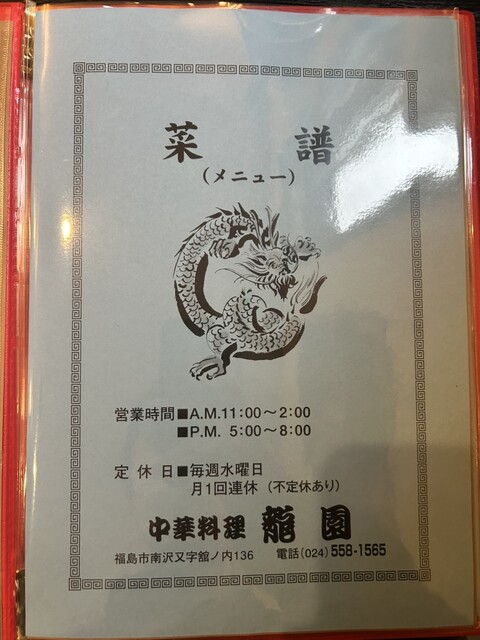 菜譜
(メニュー)
営業時間■A.M.11:00〜2:00
■P.M. 5:00〜8:00
定休日■毎週水曜日
月1回連休（不定休あり）
中華料理 龍園
福島市南沢又字舘ノ内136 電話(024)558-1565